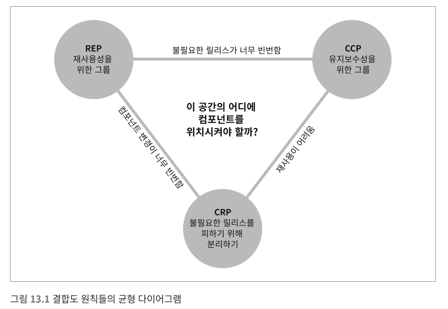 REP
재사용성을
위한 그룹
불필요한 릴리스가 너무 빈번함
CCP
유지보수성을
위한 그룹
이 공간의 어디에
컴포넌트를
위치시켜야 할까?
컴포넌트 변경이 너무 빈번함
재사용이 어려움
CRP
불필요한 릴리스를
피하기 위해
분리하기
그림 13.1 결합도 원칙들의 균형 다이어그램